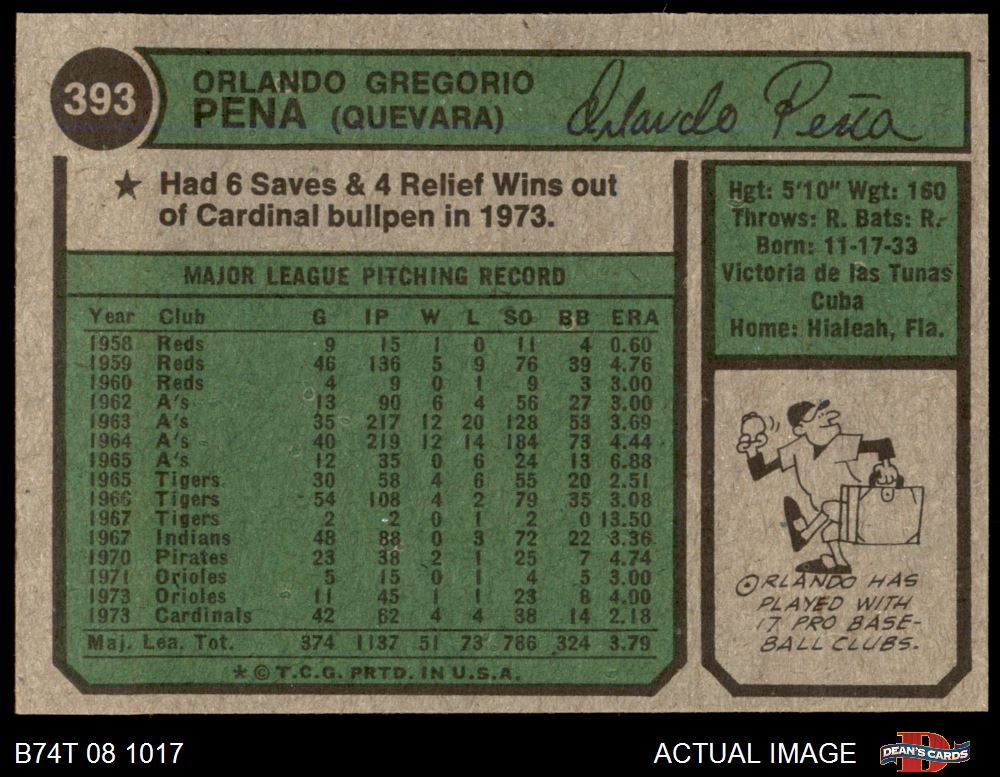 393
ORLANDO GREGORIO
PENA (QUEVARA)
Orlando Peña
★ Had 6 Saves & 4 Relief Wins out
of Cardinal bullpen in 1973.
MAJOR LEAGUE PITCHING RECORD
Year Club G IP W L SO BB ERA
1958 Reds 9 15 1 0 11 4 0.60
1959 Reds 46 136 5 9 76 39 4.76
1960 Reds 4 9 0 1 9 3 3.00
1962 A's 13 90 6 4 56 27 3.00
1963 A's 35 217 12 20 128 53 3.69
1964 A's 40 219 12 14 184 73 4.44
1965 A's 12 35 0 6 24 13 6.88
1965 Tigers 30 58 4 6 55 20 2.51
1966 Tigers 54 108 4 2 79 35 3.08
1967 Tigers 2 2 0 1 2 0 13.50
1967 Indians 48 88 0 3 72 22 3.36
1970 Pirates 23 38 2 1 25 7 4.74
1971 Orioles 5 15 0 1 4 5 3.00
1973 Orioles 11 45 1 1 23 8 4.00
1973 Cardinals 42 62 4 4 38 14 2.18
Maj. Lea. Tot. 374 1137 51 73 786 324 3.79
* © T.C.G. PRTD. IN U.S.A.
Hgt: 5'10" Wgt: 160
Throws: R. Bats: R.
Born: 11-17-33
Victoria de las Tunas
Cuba
Home: Hialeah, Fla.
ORLANDO HAS
PLAYED WITH
17 PRO BASE-
BALL CLUBS.
B74T 08 1017
ACTUAL IMAGE
DEAN'S CARDS